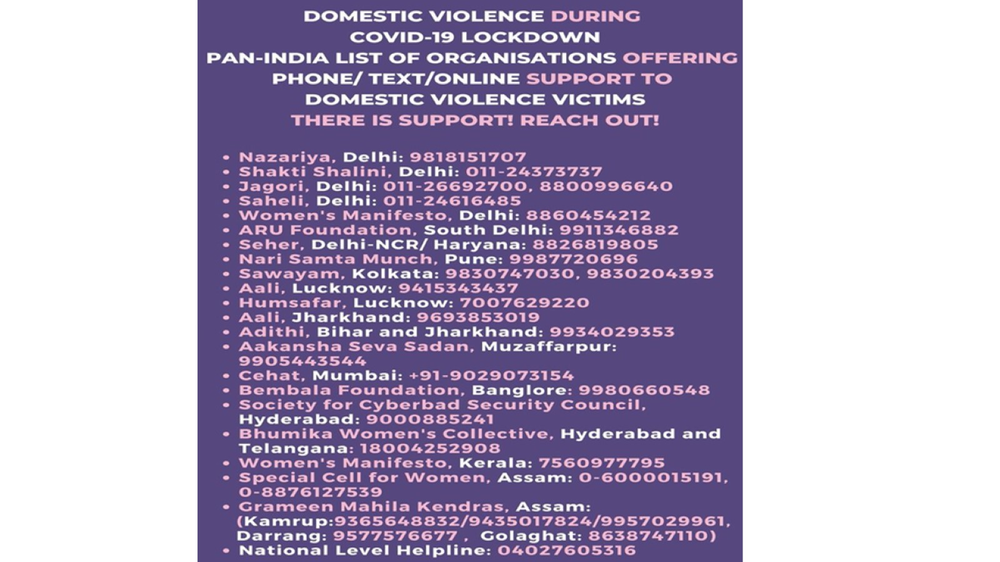 DOMESTIC VIOLENCE DURING
COVID-19 LOCKDOWN
PAN-INDIA LIST OF ORGANISATIONS OFFERING
PHONE/ TEXT/ONLINE SUPPORT TO
DOMESTIC VIOLENCE VICTIMS
THERE IS SUPPORT! REACH OUT!
• Nazariya, Delhi: 9818151707
• Shakti Shalini, Delhi: 011-24373737
• Jagori, Delhi: 011-26692700, 8800996640
• Saheli, Delhi: 011-24616485
• Women's Manifesto, Delhi: 8860454212
• ARU Foundation, South Delhi: 9911346882
• Seher, Delhi-NCR/ Haryana: 8826819805
• Nari Samta Munch, Pune: 9987720696
• Sawayam, Kolkata: 9830747030, 9830204393
• Aali, Lucknow: 9415343437
• Humsafar, Lucknow: 7007629220
• Aali, Jharkhand: 9693853019
• Adithi, Bihar and Jharkhand: 9934029353
• Aakansha Seva Sadan, Muzaffarpur:
9905443544
• Cehat, Mumbai: +91-9029073154
• Bembala Foundation, Banglore: 9980660548
• Society for Cyberbad Security Council,
Hyderabad: 9000885241
• Bhumika Women's Collective, Hyderabad and
Telangana: 18004252908
• Women's Manifesto, Kerala: 7560977795
• Special Cell for Women, Assam: 0-6000015191,
0-8876127539
• Grameen Mahila Kendras, Assam:
(Kamrup:9365648832/9435017824/9957029961,
Darrang: 9577576677 , Golaghat: 8638747110)
• National Level Helpline: 04027605316